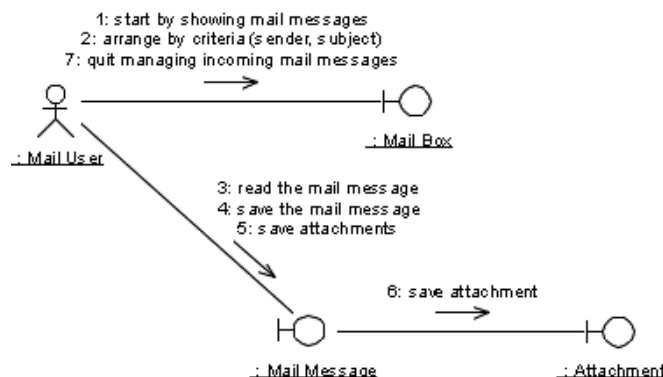 1: start by showing mail messages
2: arrange by criteria (sender, subject)
7: quit managing incoming mail messages
: Mail User
: Mail Box
3: read the mail message
4: save the mail message
5: save attachments
6: save attachment
: Mail Message
: Attachment